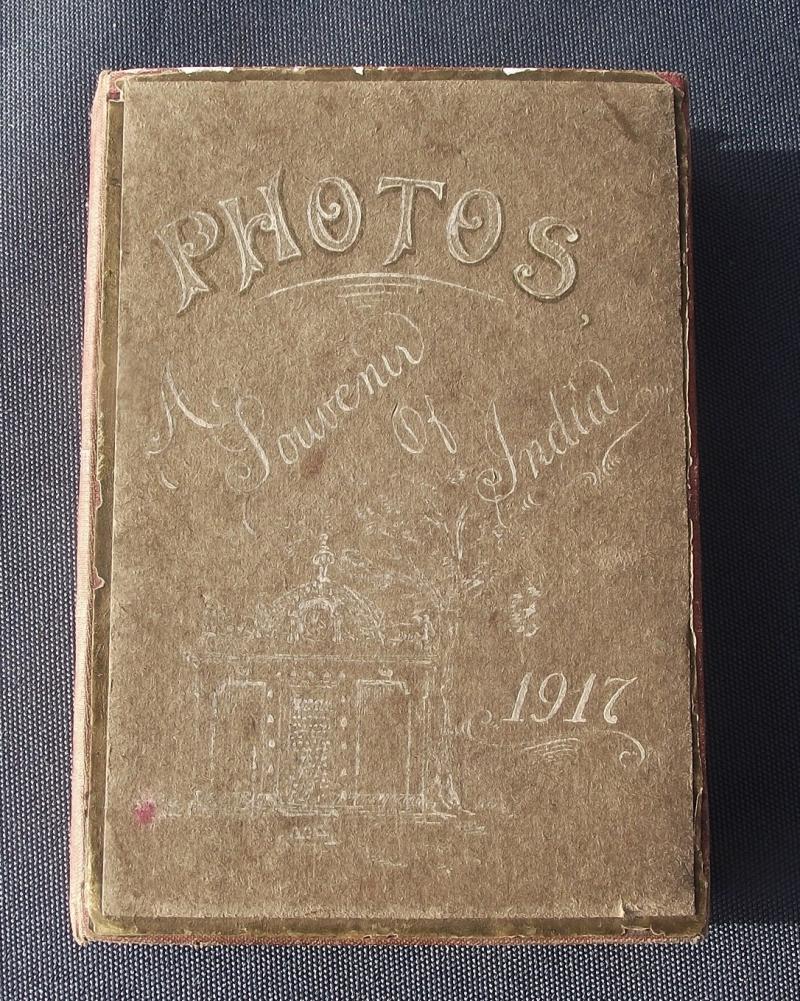 PHOTOS,
A Souvenir Of India
1917